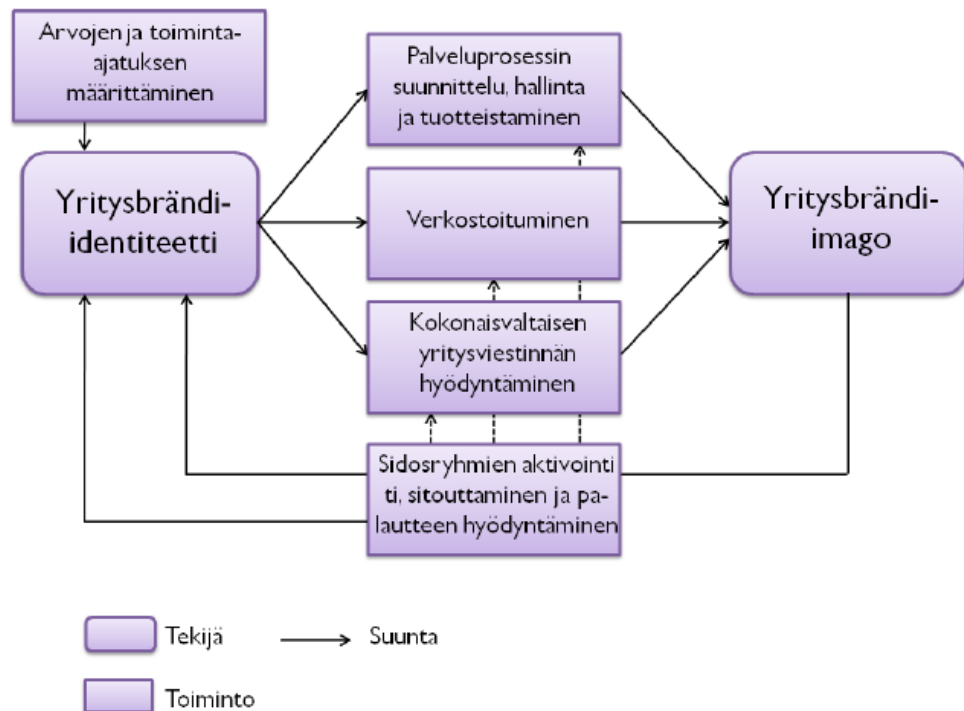 Arvojen ja toiminta-
ajatuksen
määrittäminen
Palveluprosessin
suunnittelu, hallinta
ja tuotteistaminen
Yritysbrändi-
identiteetti
Verkostoituminen
Yritysbrändi-
imago
Kokonaisvaltaisen
yritysviestinnän
hyödyntäminen
Sidosryhmien aktivointi
ti, sitouttaminen ja pa-
lautteen hyödyntäminen
Tekijä
Suunta
Toiminto